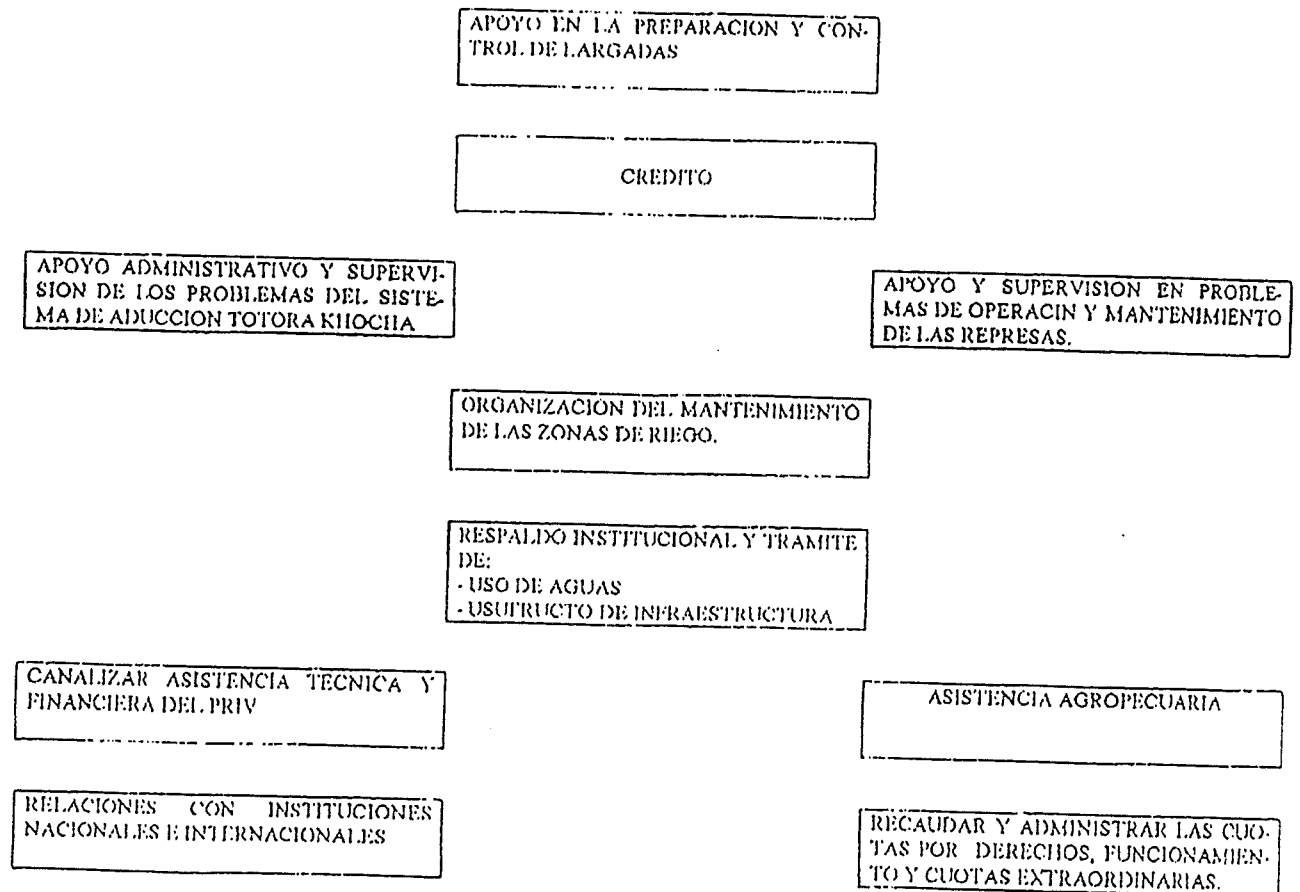 APOYO EN LA PREPARACION Y CON-
TROL DE LARGADAS
CREDITO
APOYO ADMINISTRATIVO Y SUPERVI-
SION DE LOS PROBLEMAS DEL SISTE-
MA DE ADUCCION TOTORA KHOCHA
APOYO Y SUPERVISION EN PROBLE-
MAS DE OPERACIN Y MANTENIMIENTO
DE LAS REPRESAS.
ORGANIZACION DEL MANTENIMIENTO
DE LAS ZONAS DE RIEGO.
RESPALDO INSTITUCIONAL Y TRAMITE
DE:
- USO DE AGUAS
- USUFRUCTO DE INFRAESTRUCTURA
CANALIZAR ASISTENCIA TECNICA Y
FINANCIERA DEL PRIV
ASISTENCIA AGROPECUARIA
RELACIONES CON INSTITUCIONES
NACIONALES E INTERNACIONALES
RECAUDAR Y ADMINISTRAR LAS CUO-
TAS POR DERECHOS, FUNCIONAMIEN-
TO Y CUOTAS EXTRAORDINARIAS.